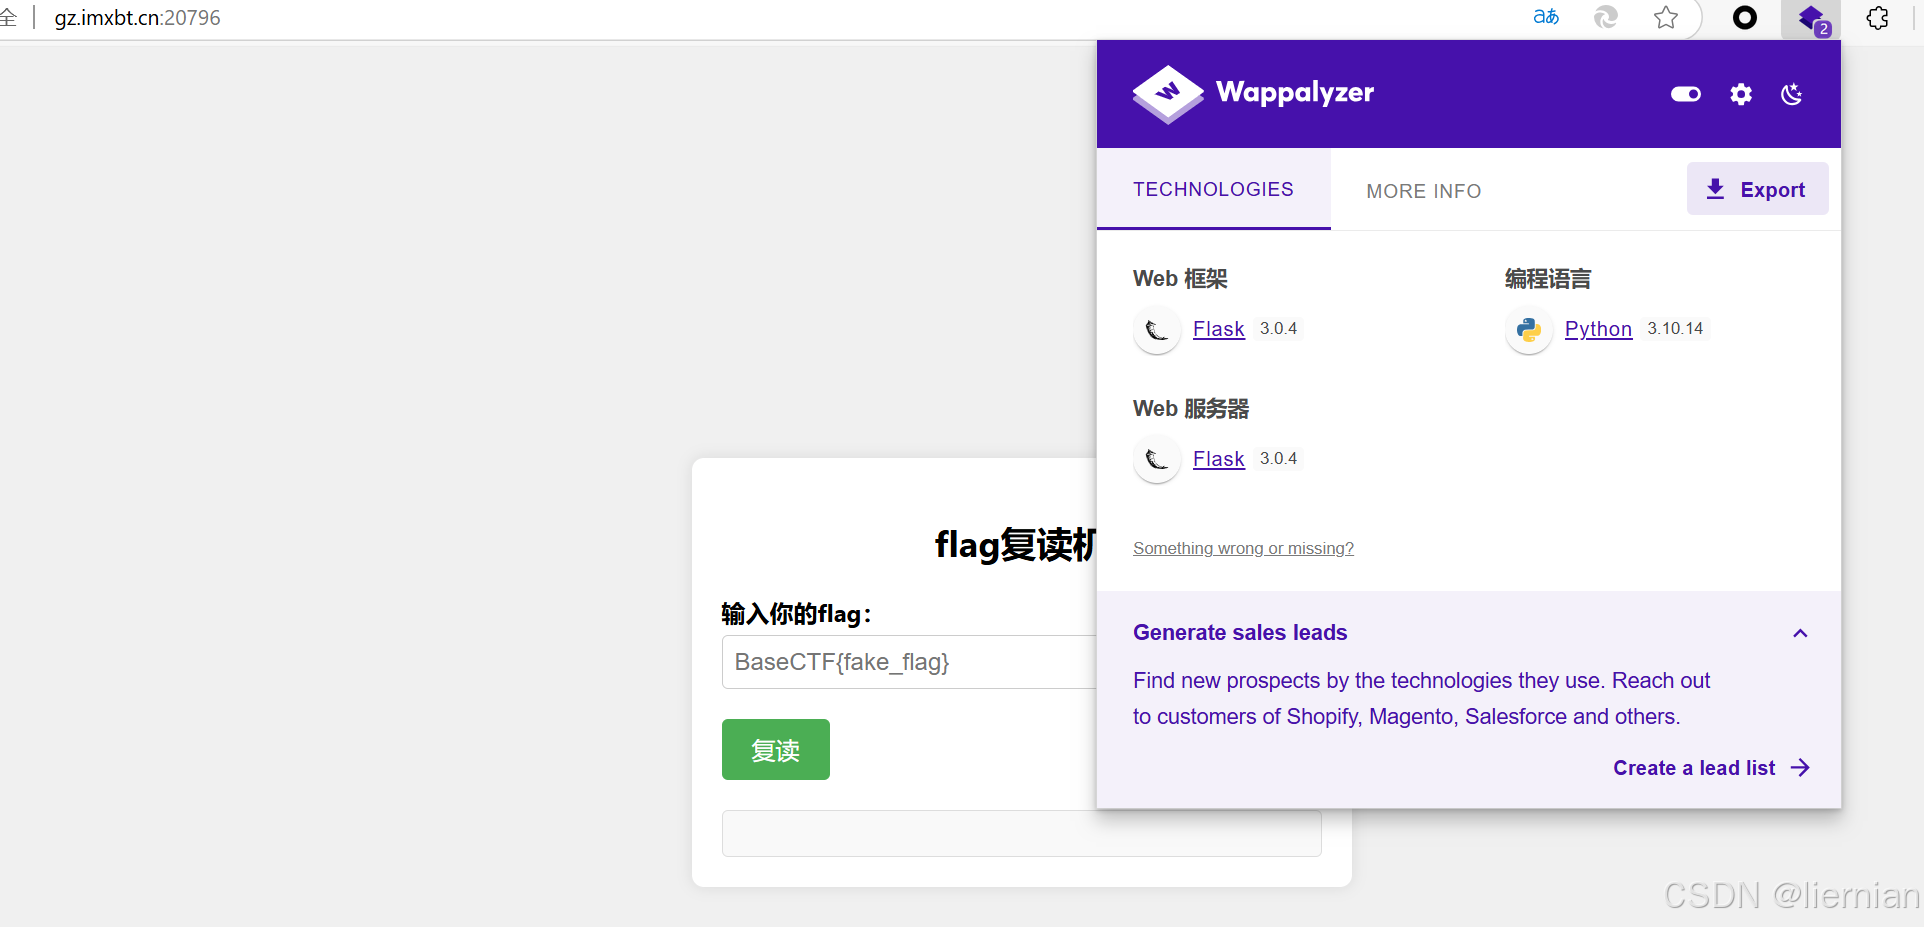 全 gz.imxbt.cn:20796
aあ
2
Wappalyzer
TECHNOLOGIES
MORE INFO
Export
Web 框架
编程语言
Flask 3.0.4
Python 3.10.14
Web 服务器
Flask 3.0.4
flag复读机
Something wrong or missing?
输入你的flag：
Generate sales leads
BaseCTF{fake_flag}
Find new prospects by the technologies they use. Reach out
to customers of Shopify, Magento, Salesforce and others.
复读
Create a lead list
CSDN @liernian